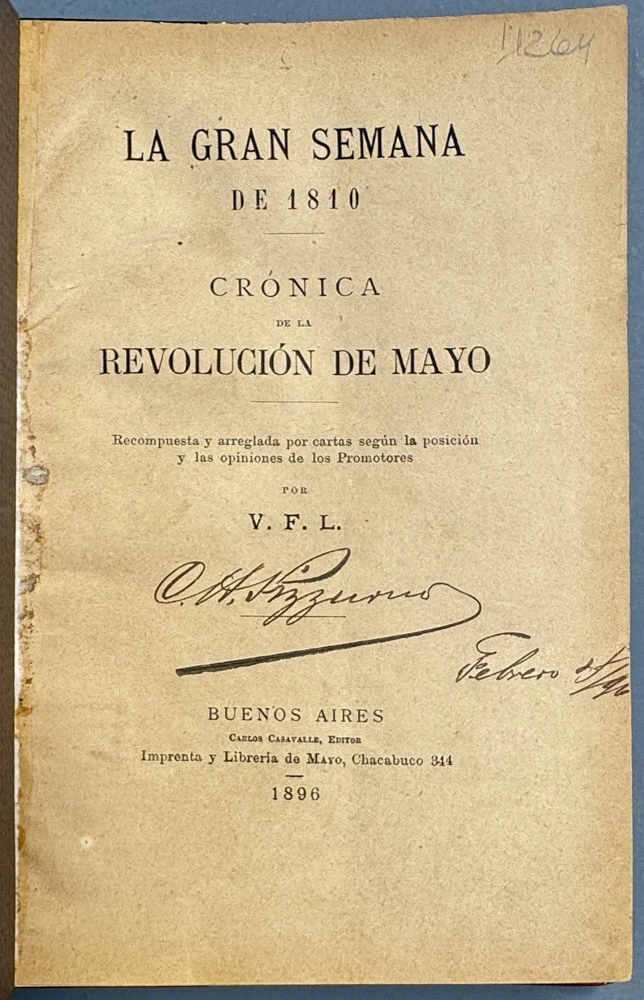 11264
LA GRAN SEMANA
DE 1810
CRÓNICA
DE LA
REVOLUCIÓN DE MAYO
Recompuesta y arreglada por cartas según la posición
y las opiniones de los Promotores
POR
V. F. L.
C. H. Pizzurno
Febrero
BUENOS AIRES
CARLOS CASAVALLE, EDITOR
Imprenta y Librería de MAYO, Chacabuco 344
1896